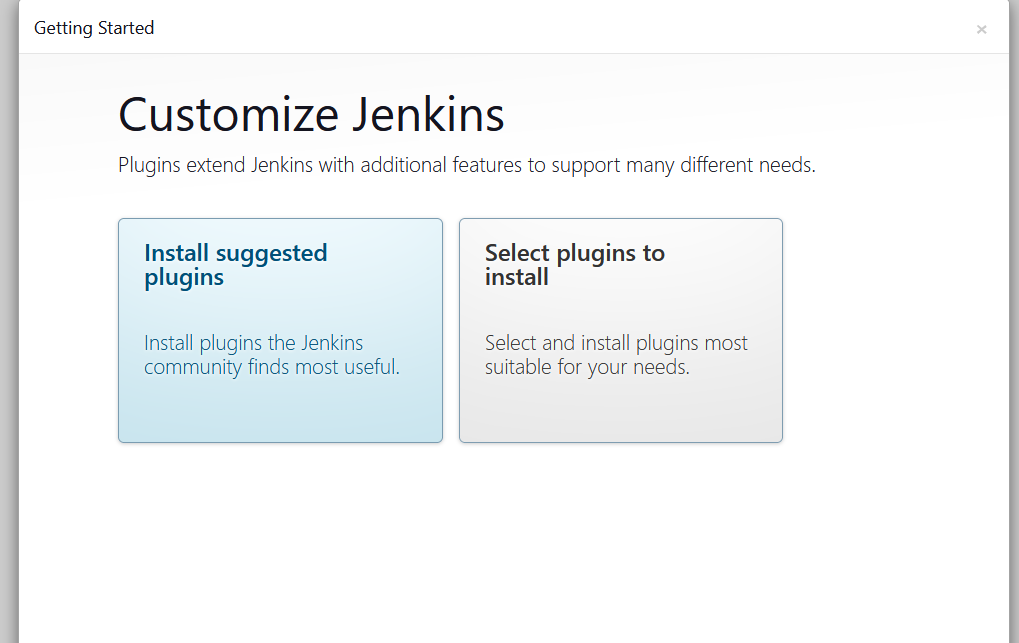 Getting Started
×
Customize Jenkins
Plugins extend Jenkins with additional features to support many different needs.
Install suggested
plugins
Install plugins the Jenkins
community finds most useful.
Select plugins to
install
Select and install plugins most
suitable for your needs.